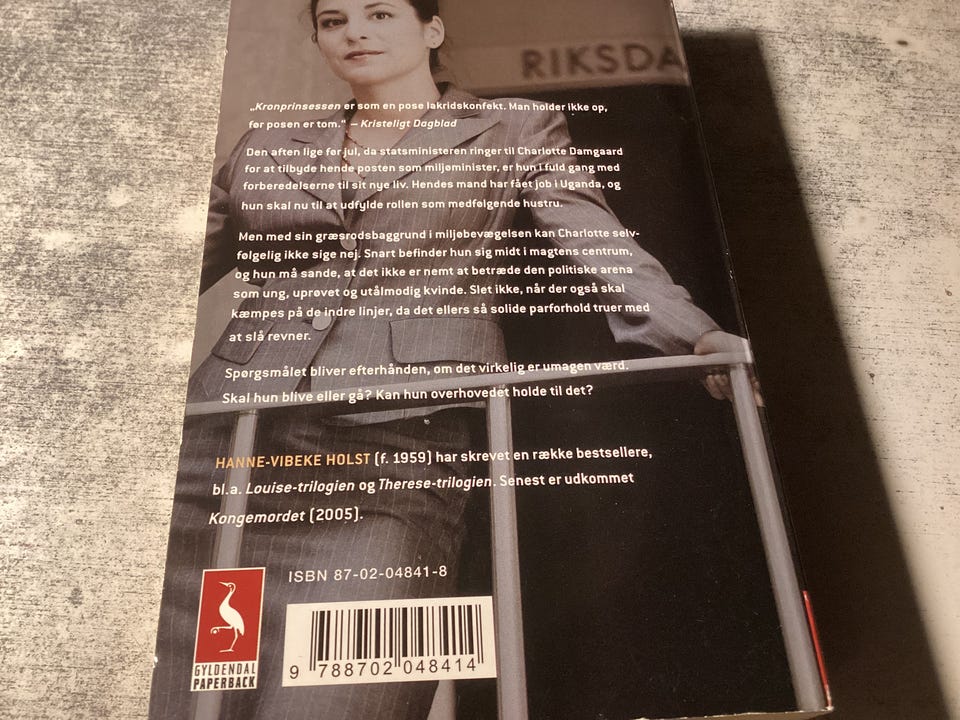 RIKSDA
„Kronprinsessen er som en pose lakridskonfekt. Man holder ikke op,
før posen er tom." – Kristeligt Dagblad
Den aften lige før jul, da statsministeren ringer til Charlotte Damgaard
for at tilbyde hende posten som miljøminister, er hun i fuld gang med
forberedelserne til sit nye liv. Hendes mand har fået job i Uganda, og
hun skal nu til at udfylde rollen som medfølgende hustru.
Men med sin græsrodsbaggrund i miljøbevægelsen kan Charlotte selv-
følgelig ikke sige nej. Snart befinder hun sig midt i magtens centrum,
og hun må sande, at det ikke er nemt at betræde den politiske arena
som ung, uprøvet og utålmodig kvinde. Slet ikke, når der også skal
kæmpes på de indre linjer, da det ellers så solide parforhold truer med
at slå revner.
Spørgsmålet bliver efterhånden, om det virkelig er umagen værd.
Skal hun blive eller gå? Kan hun overhovedet holde til det?
HANNE-VIBEKE HOLST (f. 1959) har skrevet en række bestsellere,
bl.a. Louise-trilogien og Therese-trilogien. Senest er udkommet
Kongemordet (2005).
ISBN 87-02-04841-8
GYLDENDAL
PAPERBACK
9 788702 048414